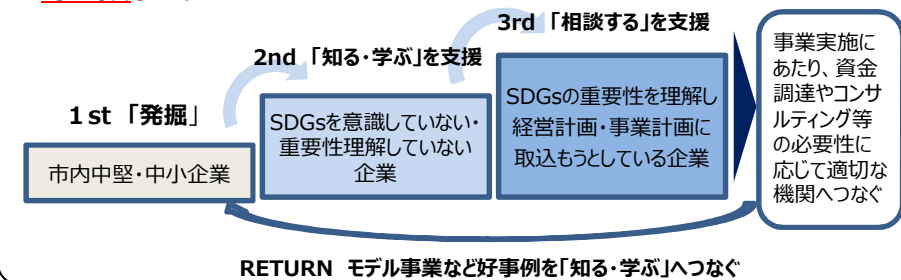 3rd 「相談する」を支援
2nd 「知る・学ぶ」を支援
1st 「発掘」
市内中堅・中小企業
SDGsを意識していない・
重要性理解していない
企業
SDGsの重要性を理解し
経営計画・事業計画に
取込もうとしている企業
事業実施に
あたり、資金
調達やコンサ
ルティング等
の必要性に
応じて適切な
機関へつなぐ
RETURN モデル事業など好事例を「知る・学ぶ」へつなぐ